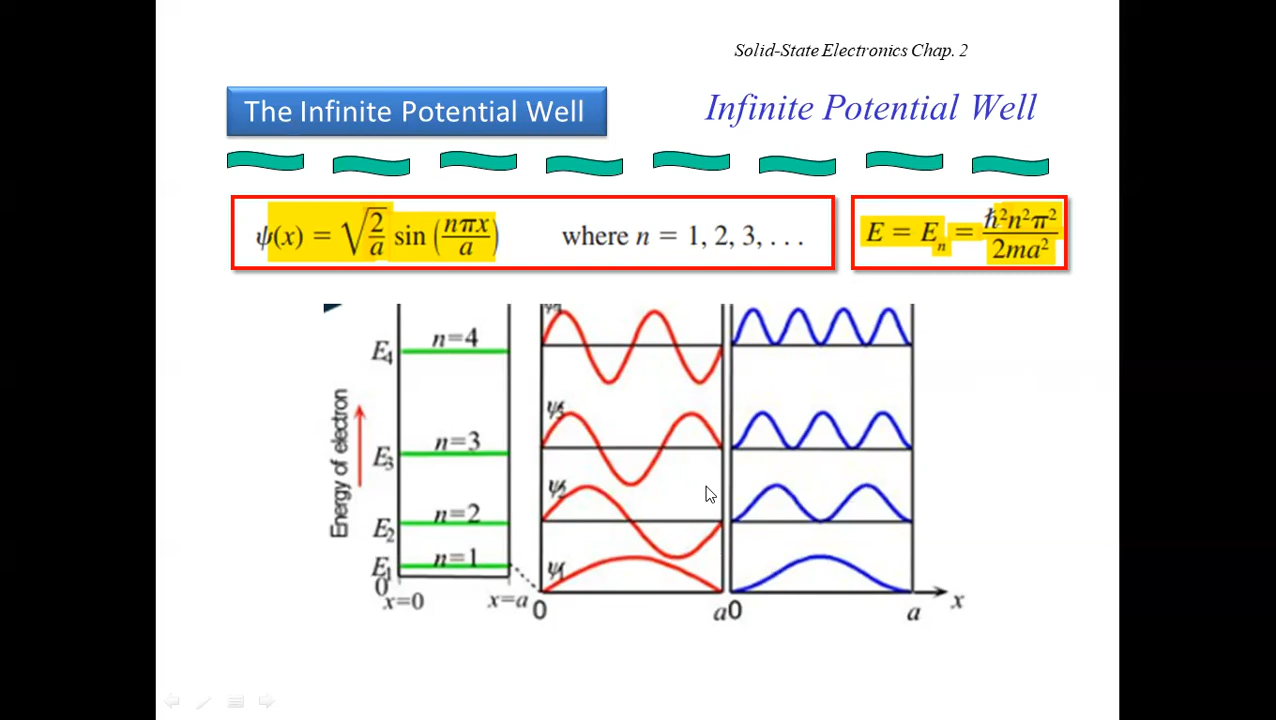 Solid-State Electronics Chap. 2
The Infinite Potential Well
Infinite Potential Well
ψ(x) = √(2/a) sin (nπx/a) where n = 1, 2, 3, . . .
E = Eₙ = ℏ²n²π²/2ma²
Energy of electron
E₄ n=4
E₃ n=3
E₂ n=2
E₁ n=1
0
x=0 x=a
ψ₃
ψ₂
ψ₁
0 a 0 a x